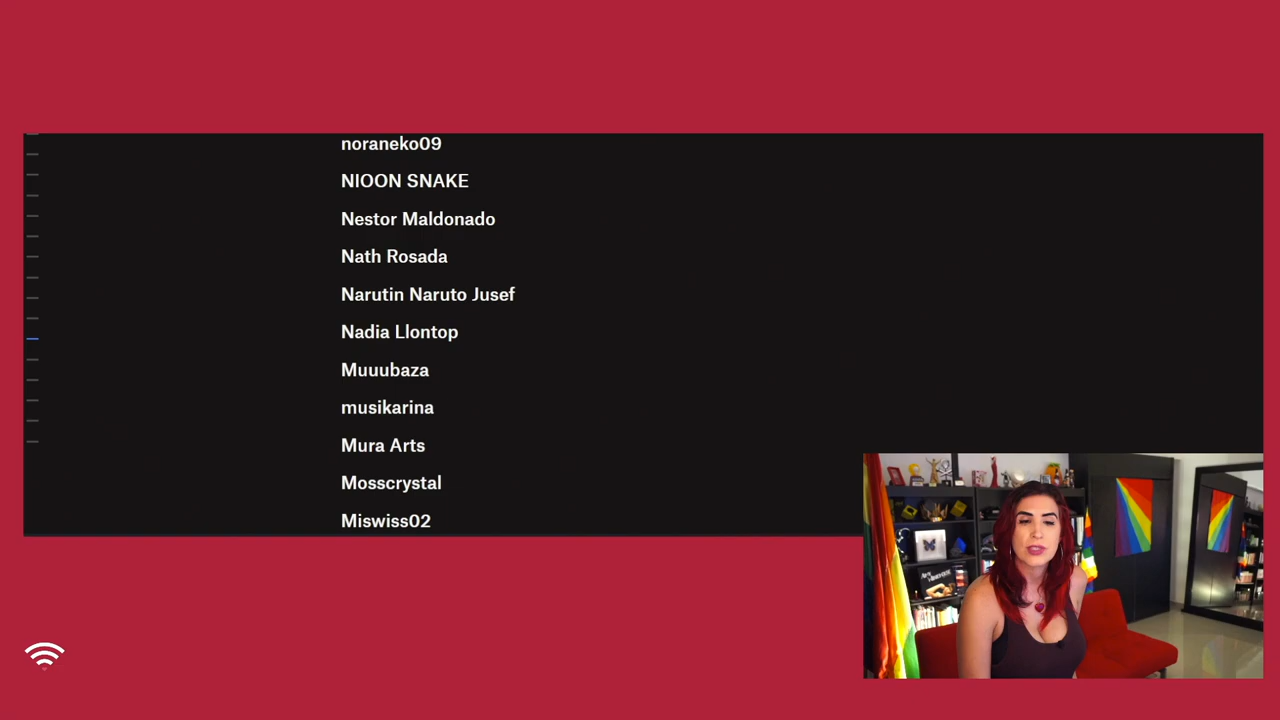 noraneko09
NIOON SNAKE
Nestor Maldonado
Nath Rosada
Narutin Naruto Jusef
Nadia Llontop
Muuubaza
musikarina
Mura Arts
Mosscrystal
Miswiss02